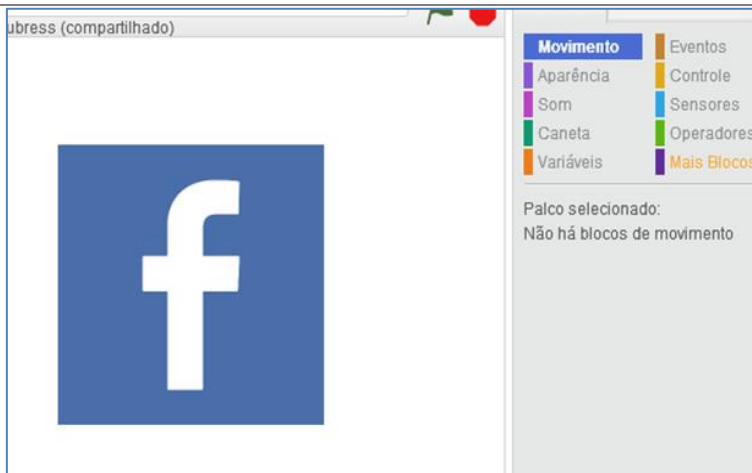 ubress (compartilhado)
f
Movimento
Eventos
Aparência
Controle
Som
Sensores
Caneta
Operadores
Variáveis
Mais Blocos
Palco selecionado:
Não há blocos de movimento